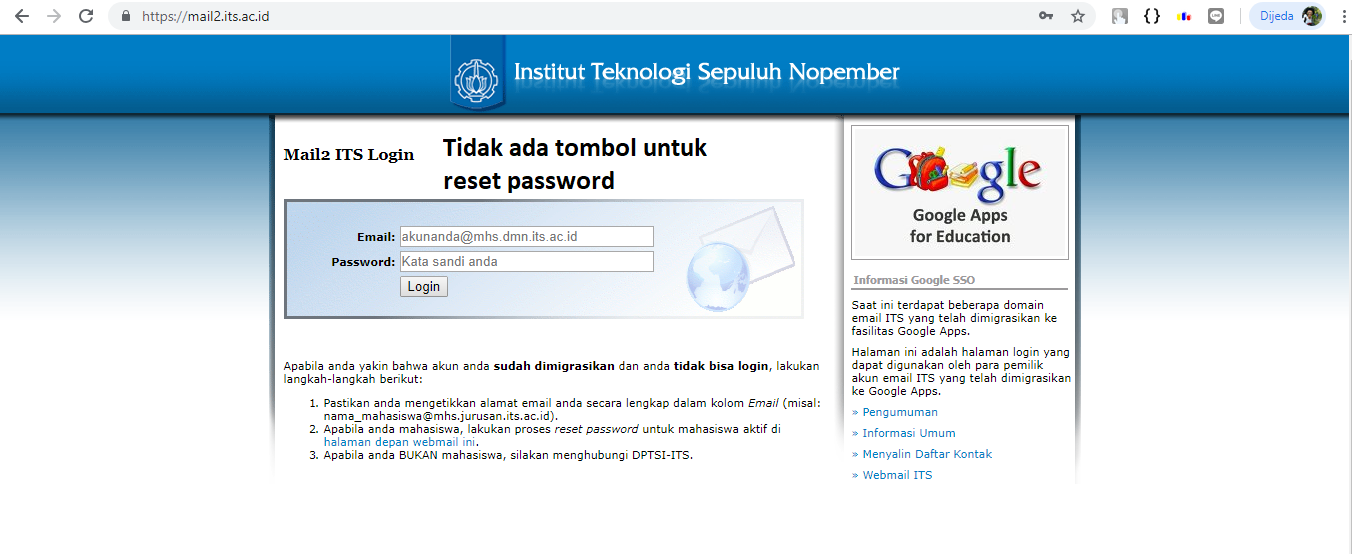 https://mail2.its.ac.id
Dijeda
Institut Teknologi Sepuluh Nopember
Mail2 ITS Login
Tidak ada tombol untuk
reset password
Email:
akunanda@mhs.dmn.its.ac.id
Password:
Kata sandi anda
Login
Apabila anda yakin bahwa akun anda sudah dimigrasikan dan anda tidak bisa login, lakukan
langkah-langkah berikut:
1. Pastikan anda mengetikkan alamat email anda secara lengkap dalam kolom Email (misal:
nama_mahasiswa@mhs.jurusan.its.ac.id).
2. Apabila anda mahasiswa, lakukan proses reset password untuk mahasiswa aktif di
halaman depan webmail ini.
3. Apabila anda BUKAN mahasiswa, silakan menghubungi DPTSI-ITS.
Google
Google Apps
for Education
Informasi Google SSO
Saat ini terdapat beberapa domain
email ITS yang telah dimigrasikan ke
fasilitas Google Apps.
Halaman ini adalah halaman login yang
dapat digunakan oleh para pemilik
akun email ITS yang telah dimigrasikan
ke Google Apps.
» Pengumuman
» Informasi Umum
» Menyalin Daftar Kontak
» Webmail ITS